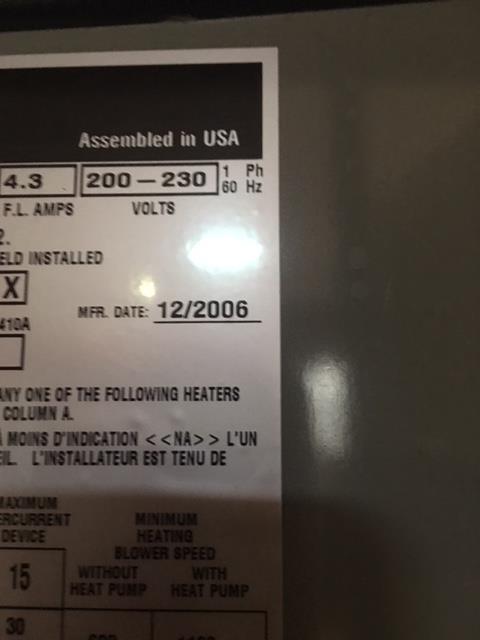 Assembled in USA
4.3 200 — 230 1 Ph
60 Hz
F.L. AMPS VOLTS
2.
ELD INSTALLED
X
MFR. DATE: 12/2006
410A
ANY ONE OF THE FOLLOWING HEATERS
COLUMN A.
À MOINS D'INDICATION <<NA>> L'UN
EIL. L'INSTALLATEUR EST TENU DE
MAXIMUM
ERCURRENT MINIMUM
DEVICE HEATING
BLOWER SPEED
15 WITHOUT WITH
HEAT PUMP HEAT PUMP
30